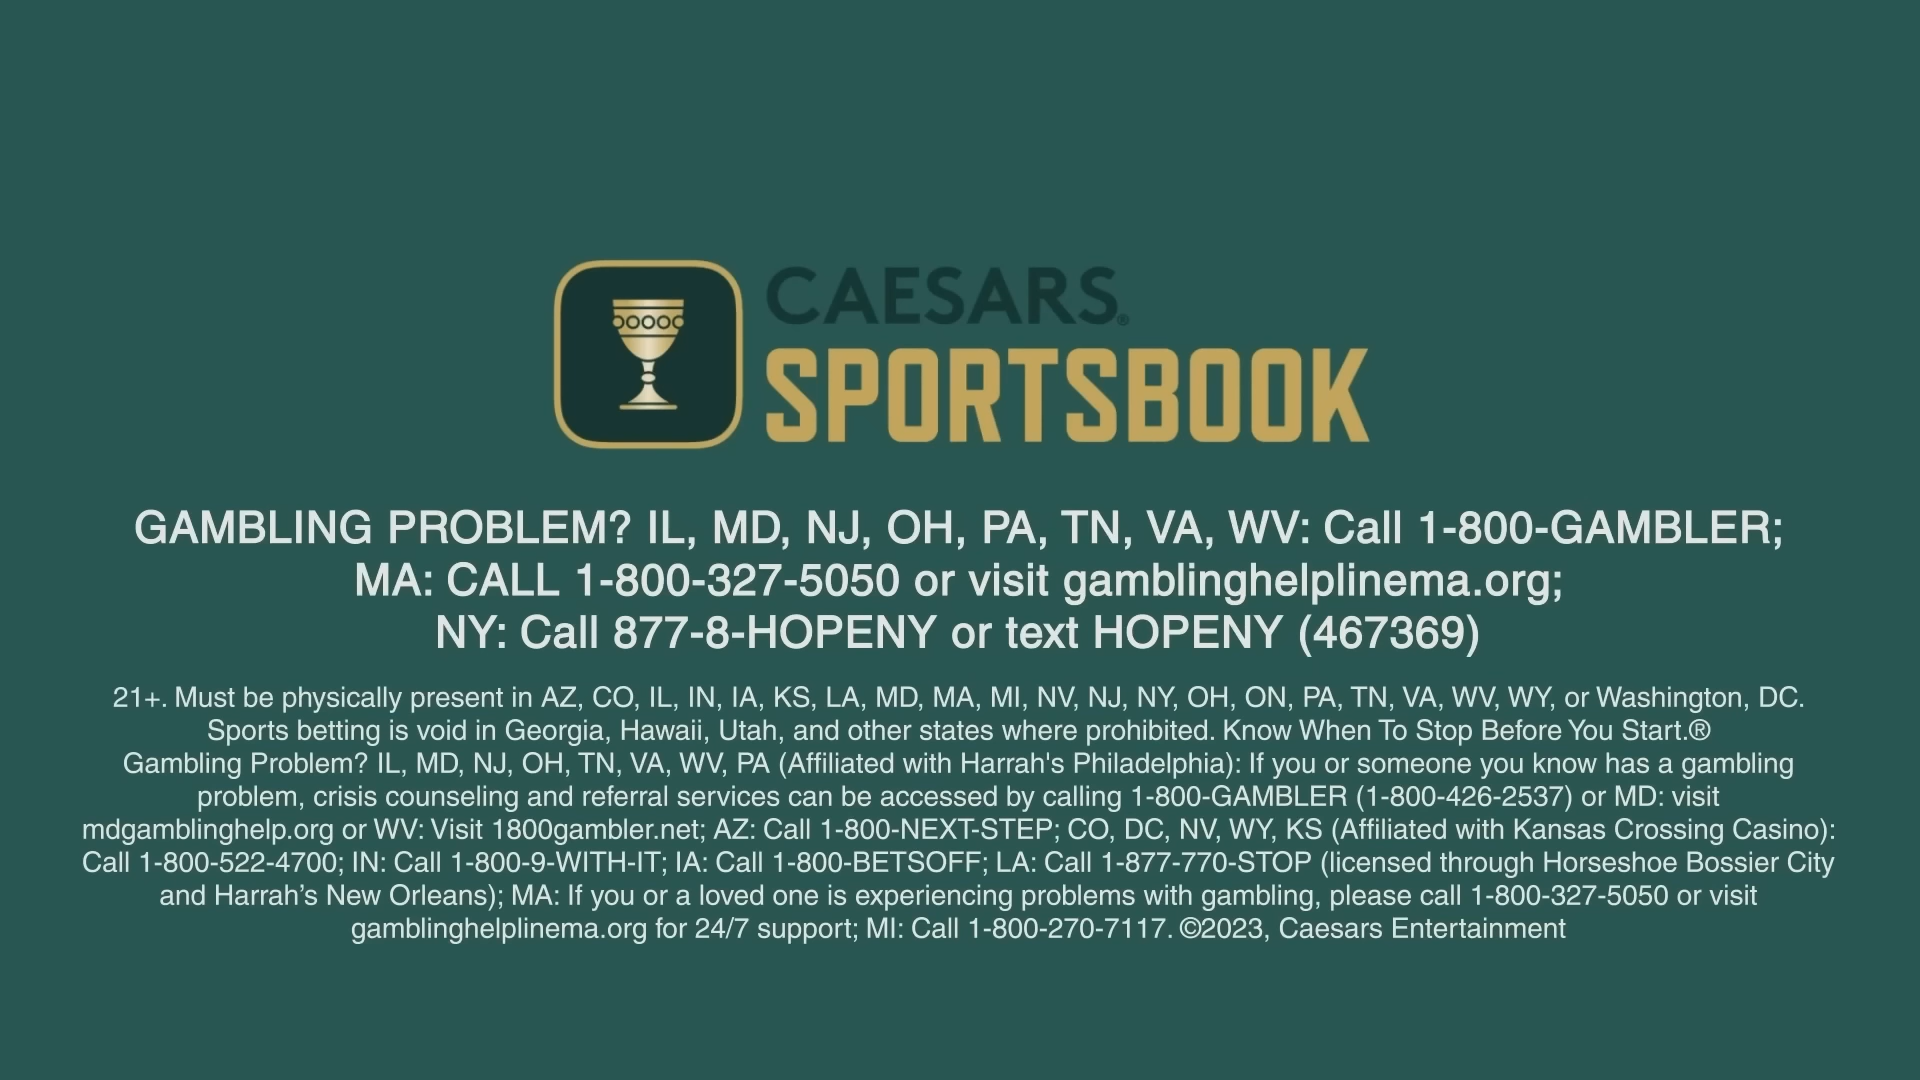 CAESARS®
SPORTSBOOK
GAMBLING PROBLEM? IL, MD, NJ, OH, PA, TN, VA, WV: Call 1-800-GAMBLER;
MA: CALL 1-800-327-5050 or visit gamblinghelplinema.org;
NY: Call 877-8-HOPENY or text HOPENY (467369)
21+. Must be physically present in AZ, CO, IL, IN, IA, KS, LA, MD, MA, MI, NV, NJ, NY, OH, ON, PA, TN, VA, WV, WY, or Washington, DC.
Sports betting is void in Georgia, Hawaii, Utah, and other states where prohibited. Know When To Stop Before You Start.®
Gambling Problem? IL, MD, NJ, OH, TN, VA, WV, PA (Affiliated with Harrah's Philadelphia): If you or someone you know has a gambling
problem, crisis counseling and referral services can be accessed by calling 1-800-GAMBLER (1-800-426-2537) or MD: visit
mdgamblinghelp.org or WV: Visit 1800gambler.net; AZ: Call 1-800-NEXT-STEP; CO, DC, NV, WY, KS (Affiliated with Kansas Crossing Casino):
Call 1-800-522-4700; IN: Call 1-800-9-WITH-IT; IA: Call 1-800-BETSOFF; LA: Call 1-877-770-STOP (licensed through Horseshoe Bossier City
and Harrah’s New Orleans); MA: If you or a loved one is experiencing problems with gambling, please call 1-800-327-5050 or visit
gamblinghelplinema.org for 24/7 support; MI: Call 1-800-270-7117. ©2023, Caesars Entertainment